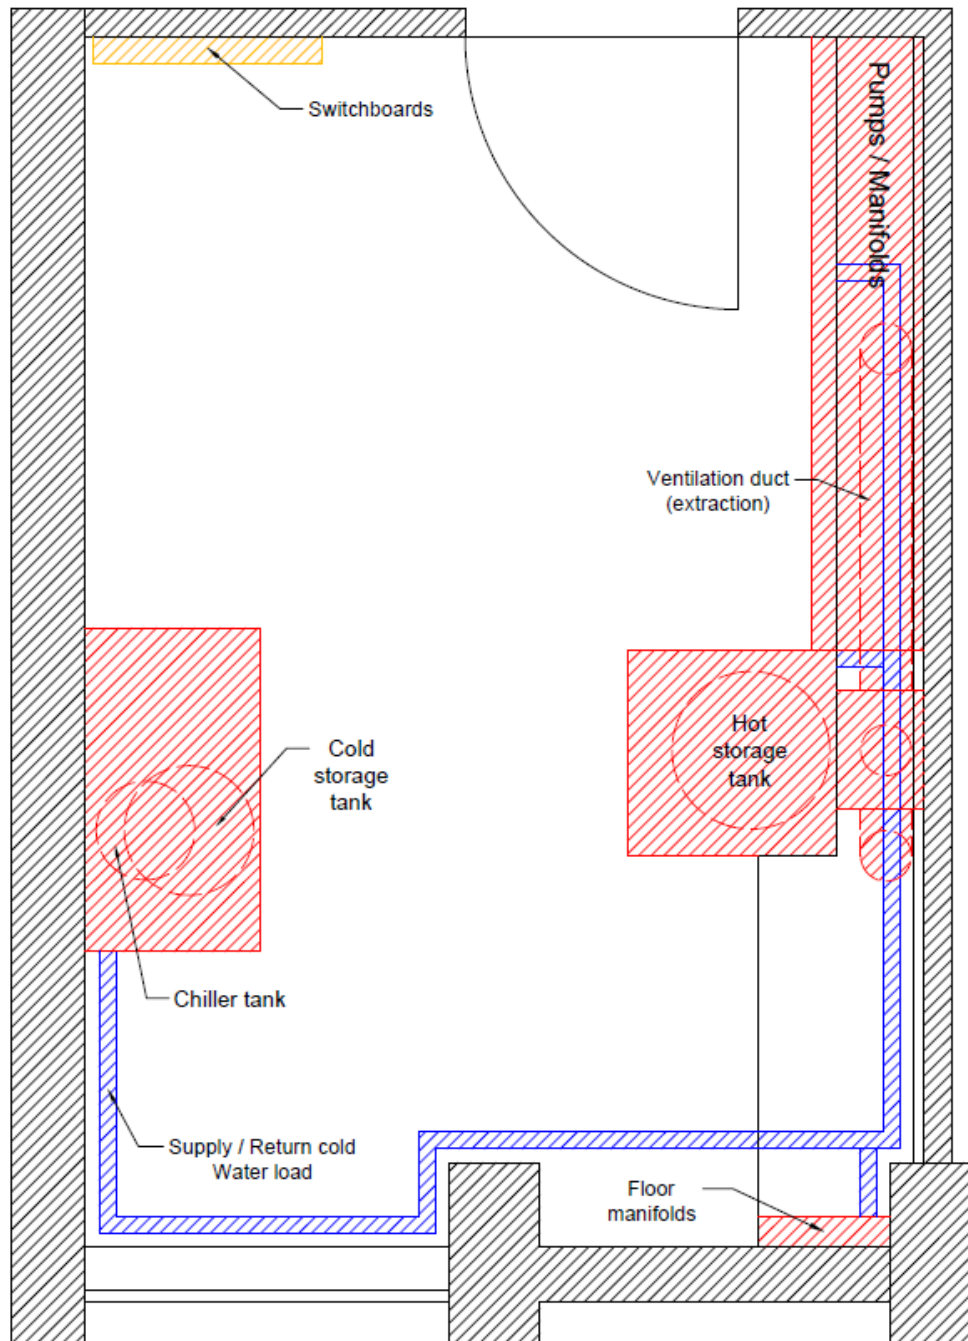 Switchboards
Pumps / Manifolds
Ventilation duct
(extraction)
Cold
storage
tank
Hot
storage
tank
Chiller tank
Supply / Return cold
Water load
Floor
manifolds